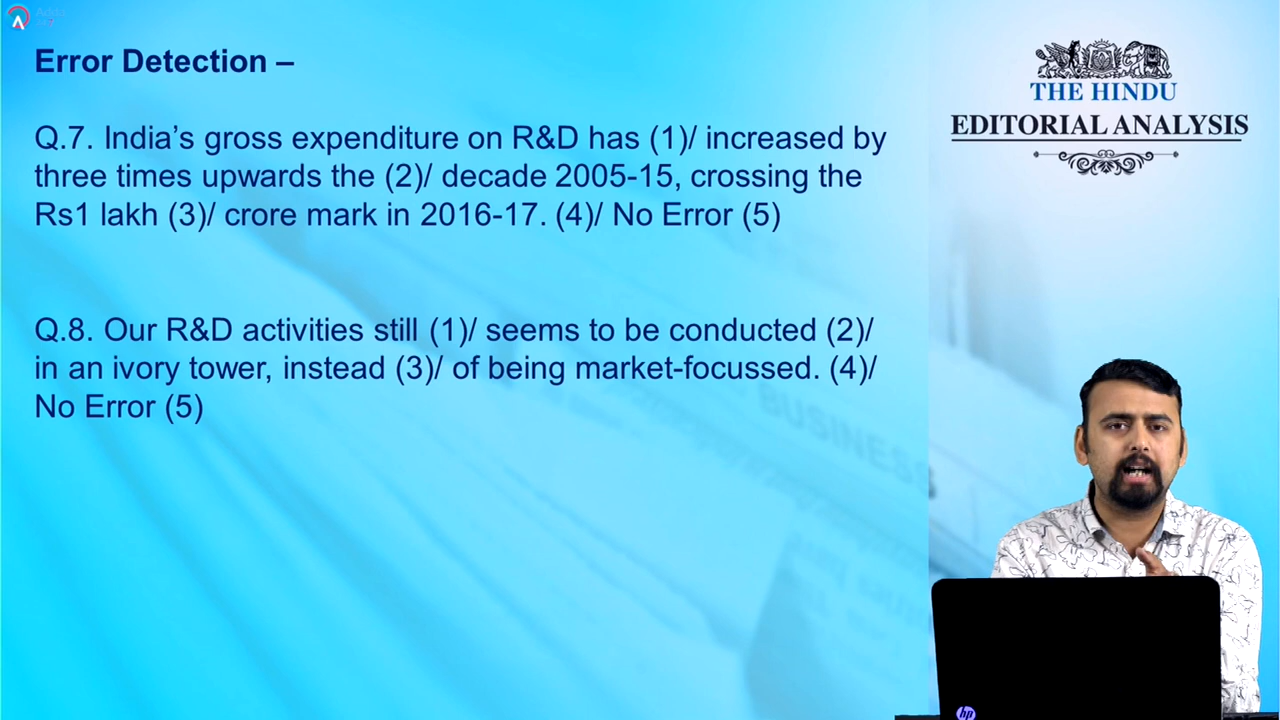 Error Detection –
Q.7. India’s gross expenditure on R&D has (1)/ increased by
three times upwards the (2)/ decade 2005-15, crossing the
Rs1 lakh (3)/ crore mark in 2016-17. (4)/ No Error (5)
Q.8. Our R&D activities still (1)/ seems to be conducted (2)/
in an ivory tower, instead (3)/ of being market-focussed. (4)/
No Error (5)
THE HINDU
EDITORIAL ANALYSIS
BUSINESS
hp